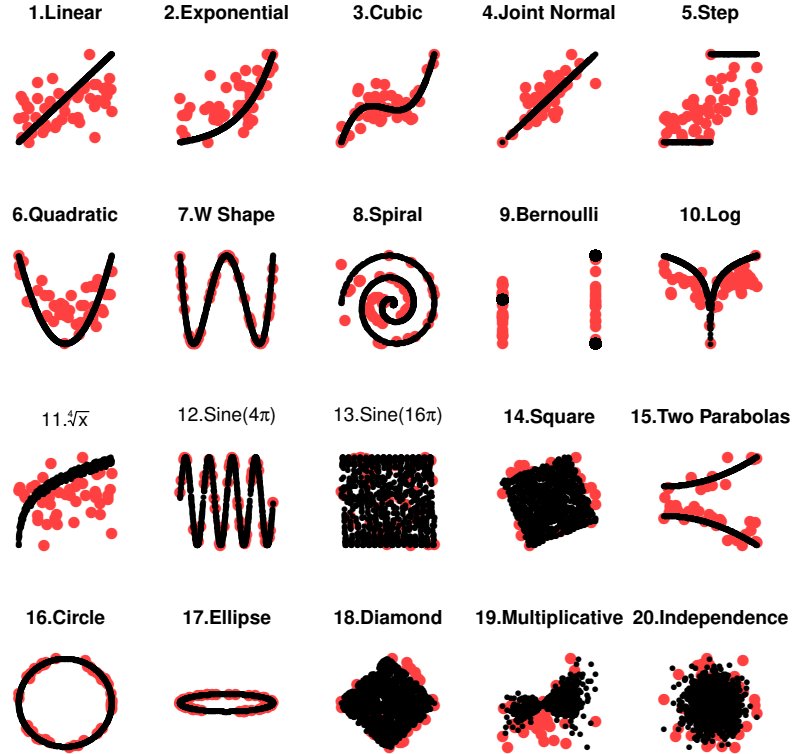 1.Linear
2.Exponential
3.Cubic
4.Joint Normal
5.Step
6.Quadratic
7.W Shape
8.Spiral
9.Bernoulli
10.Log
11.∜x
12.Sine(4π)
13.Sine(16π)
14.Square
15.Two Parabolas
16.Circle
17.Ellipse
18.Diamond
19.Multiplicative
20.Independence